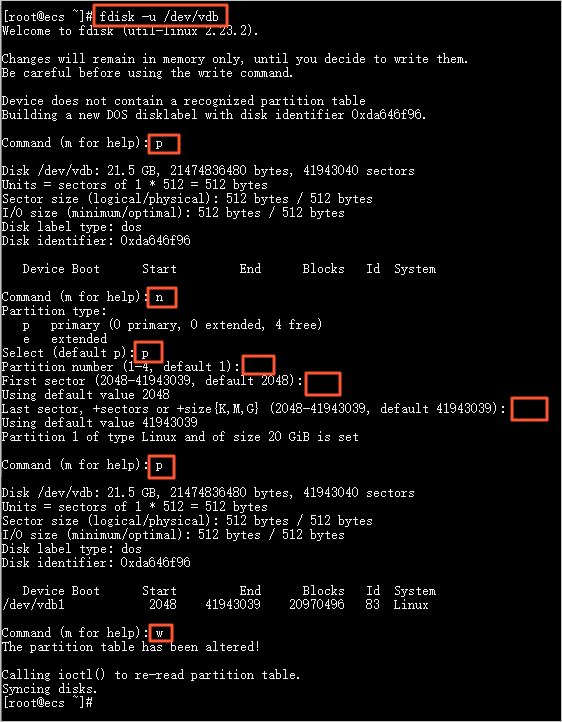 [root@ecs ~]# fdisk -u /dev/vdb
Welcome to fdisk (util-linux 2.23.2).
Changes will remain in memory only, until you decide to write them.
Be careful before using the write command.
Device does not contain a recognized partition table
Building a new DOS disklabel with disk identifier 0xda646f96.
Command (m for help): p
Disk /dev/vdb: 21.5 GB, 21474836480 bytes, 41943040 sectors
Units = sectors of 1 * 512 = 512 bytes
Sector size (logical/physical): 512 bytes / 512 bytes
I/O size (minimum/optimal): 512 bytes / 512 bytes
Disk label type: dos
Disk identifier: 0xda646f96
Device Boot Start End Blocks Id System
Command (m for help): n
Partition type:
p primary (0 primary, 0 extended, 4 free)
e extended
Select (default p): p
Partition number (1-4, default 1):
First sector (2048-41943039, default 2048):
Using default value 2048
Last sector, +sectors or +size{K,M,G} (2048-41943039, default 41943039):
Using default value 41943039
Partition 1 of type Linux and of size 20 GiB is set
Command (m for help): p
Disk /dev/vdb: 21.5 GB, 21474836480 bytes, 41943040 sectors
Units = sectors of 1 * 512 = 512 bytes
Sector size (logical/physical): 512 bytes / 512 bytes
I/O size (minimum/optimal): 512 bytes / 512 bytes
Disk label type: dos
Disk identifier: 0xda646f96
Device Boot Start End Blocks Id System
/dev/vdb1 2048 41943039 20970496 83 Linux
Command (m for help): w
The partition table has been altered!
Calling ioctl() to re-read partition table.
Syncing disks.
[root@ecs ~]#